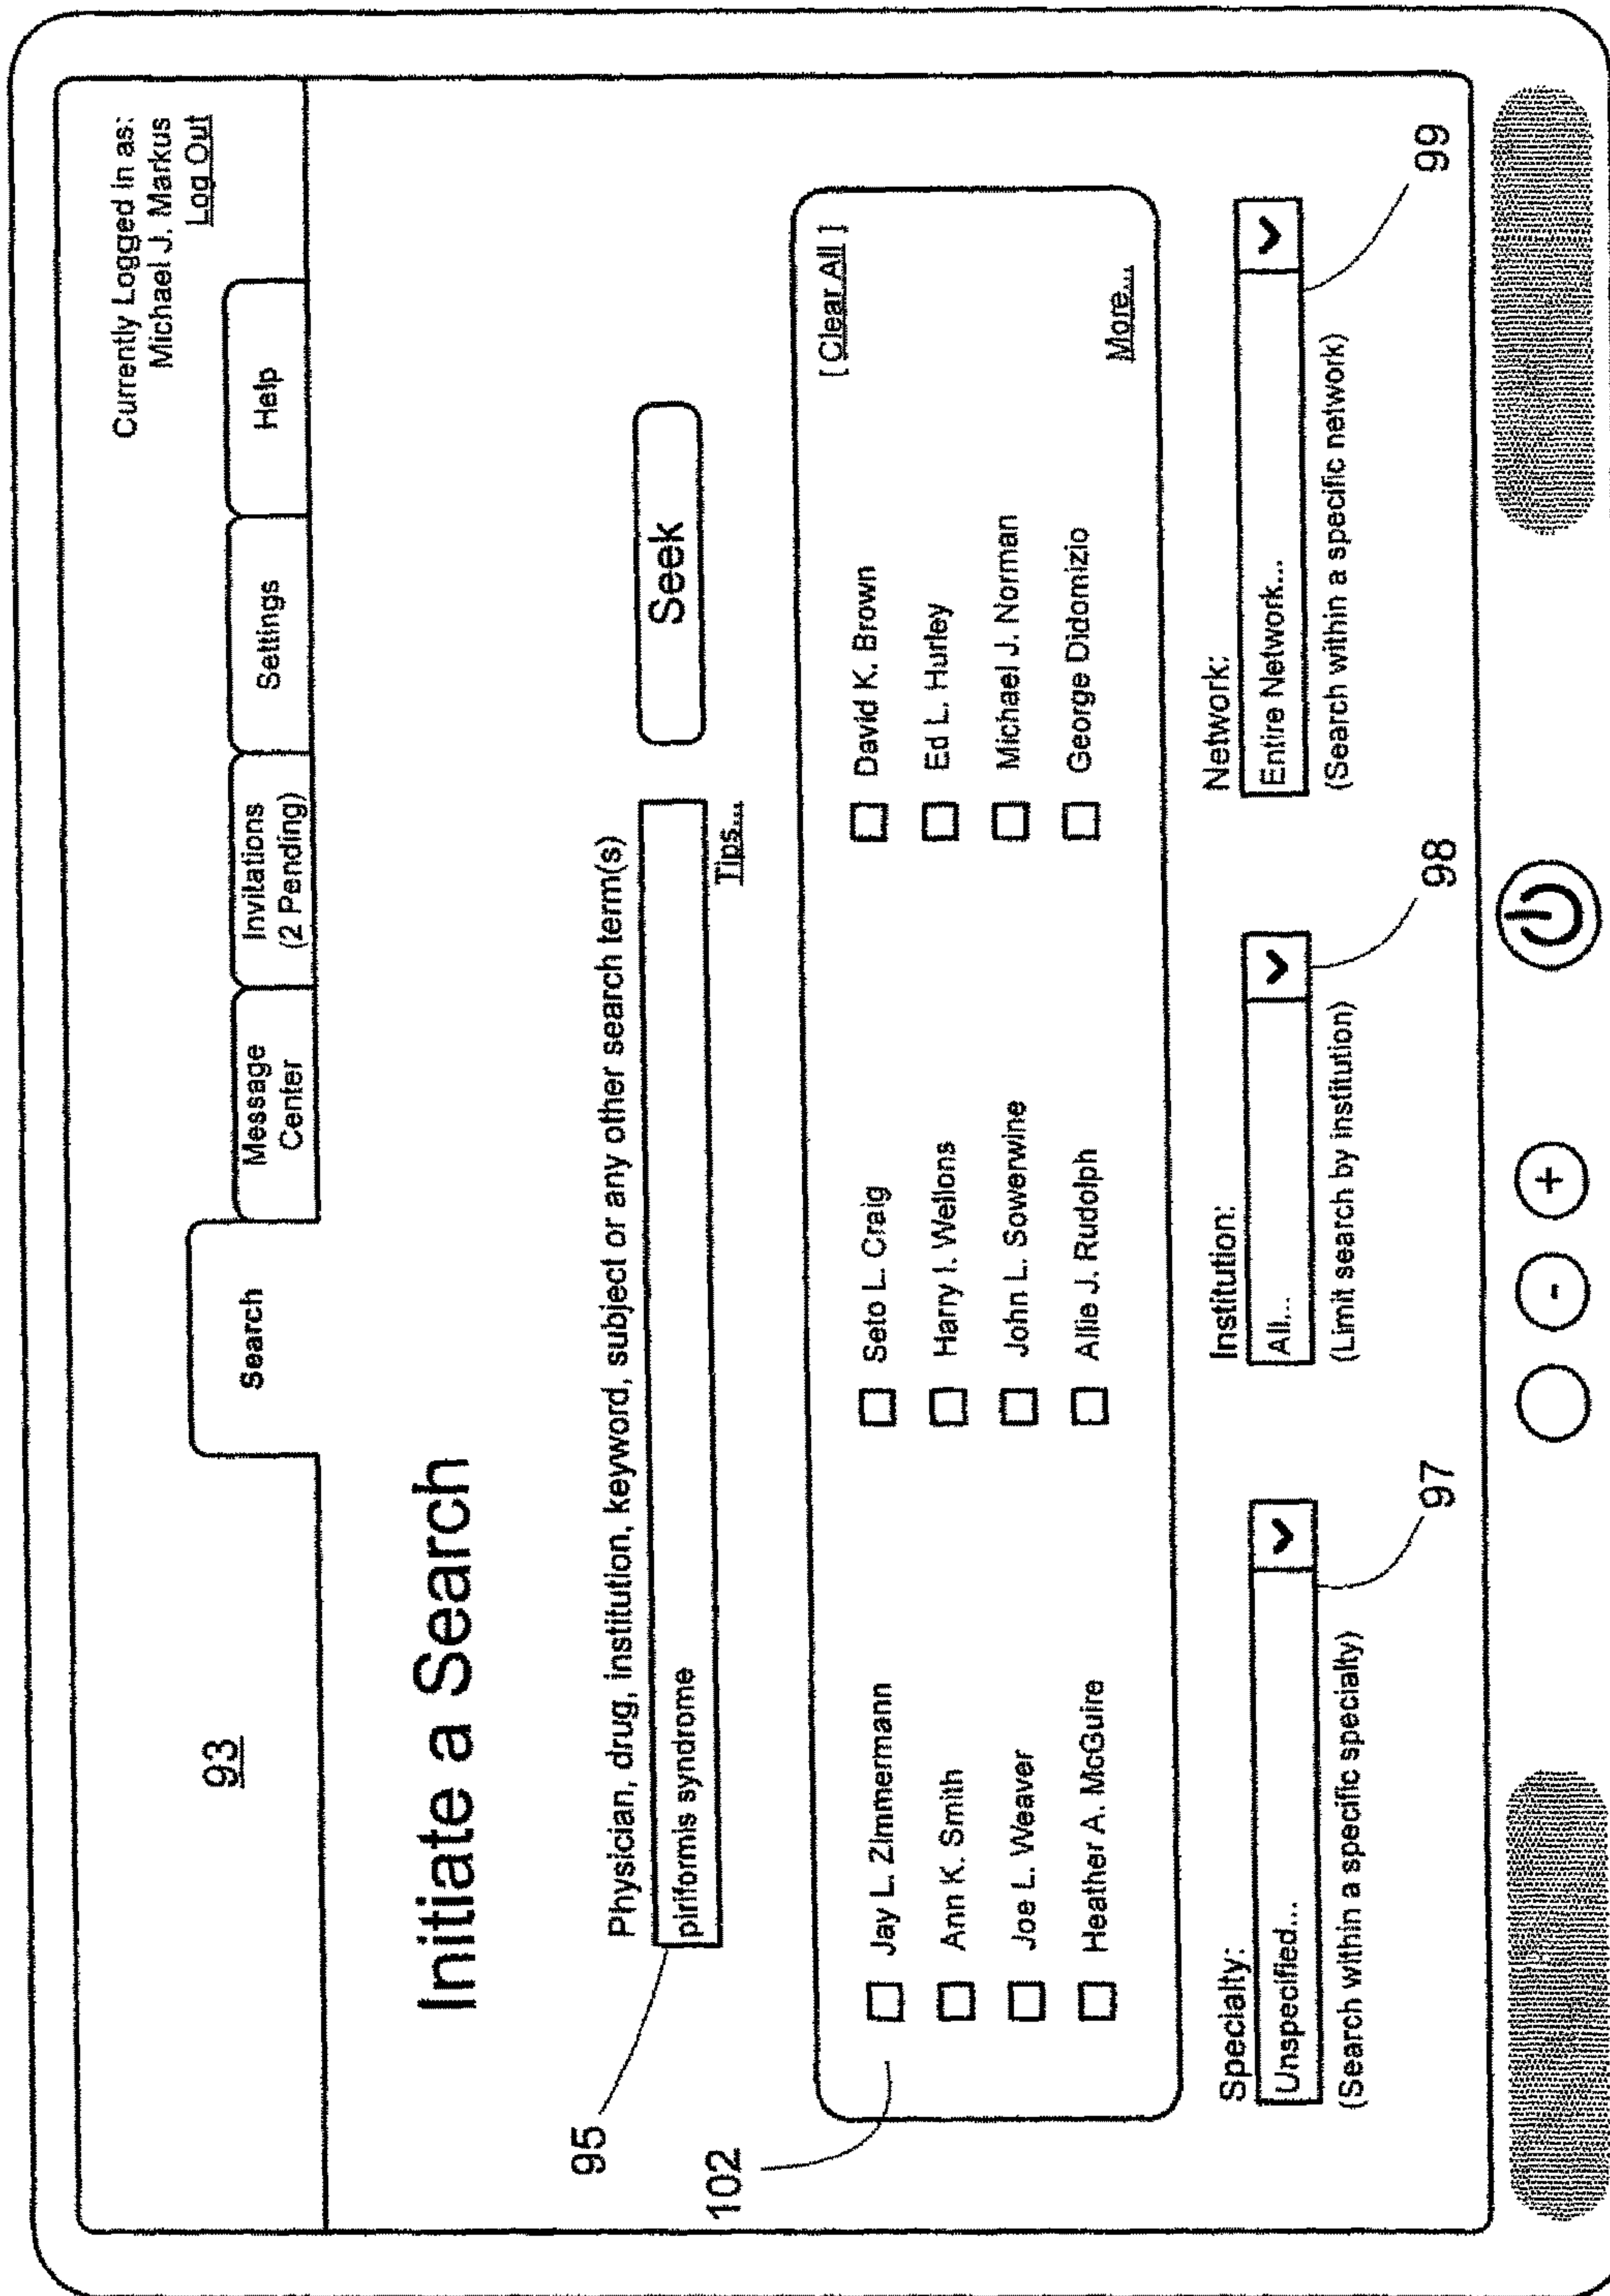 Currently Logged in as:
Michael J. Markus
Log Out
93
Search
Message
Center
Invitations
(2 Pending)
Settings
Help
Initiate a Search
Physician, drug, institution, keyword, subject or any other search term(s)
95
piriformis syndrome
Seek
Tips...
102
[ Clear All ]
Jay L. Zimmermann
Seto L. Craig
David K. Brown
Ann K. Smith
Harry I. Wellons
Ed L. Hurley
Joe L. Weaver
John L. Sowerwine
Michael J. Norman
Heather A. McGuire
Allie J. Rudolph
George Didomizio
More...
Specialty:
Institution:
Network:
Unspecified...
All...
Entire Network...
(Search within a specific specialty)
(Limit search by institution)
(Search within a specific network)
97
98
99
- +